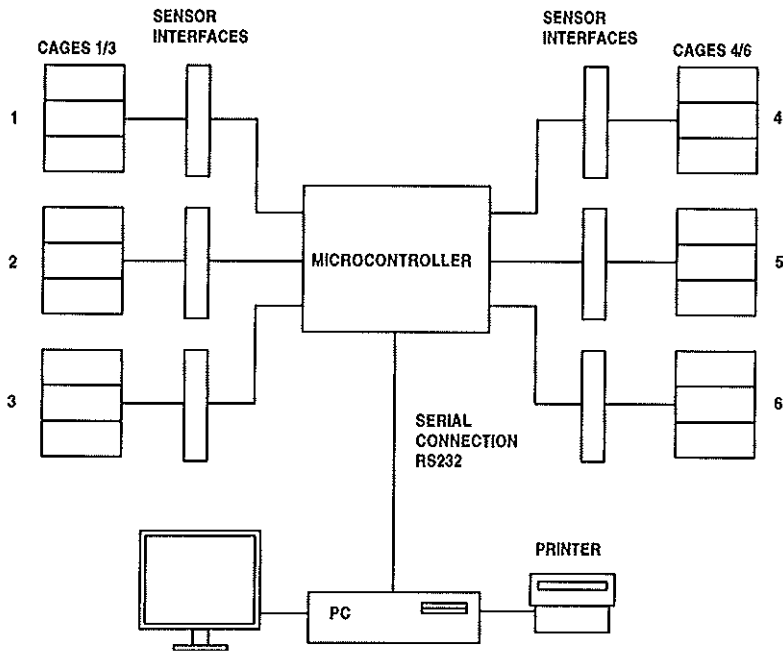 SENSOR
INTERFACES
CAGES 1/3
SENSOR
INTERFACES
CAGES 4/6
1
4
2
MICROCONTROLLER
5
3
6
SERIAL
CONNECTION
RS232
PRINTER
PC